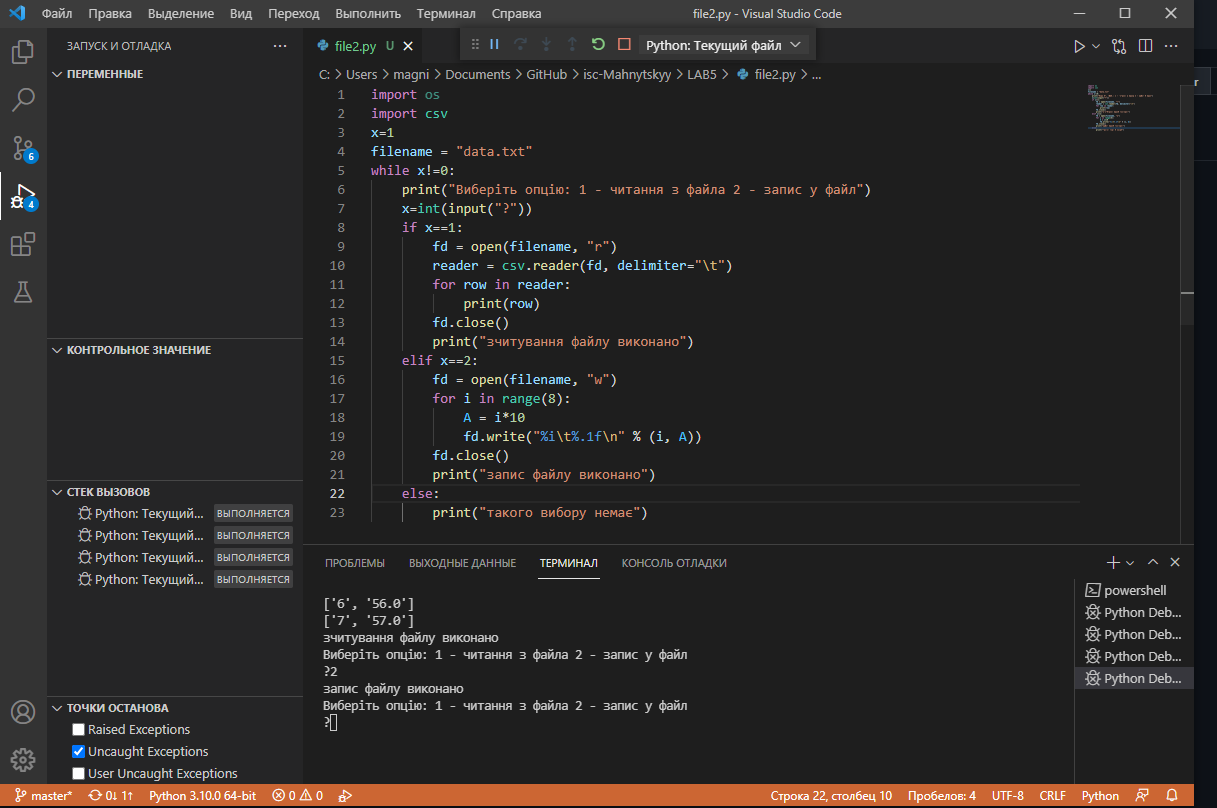 Файл Правка Выделение Вид Переход Выполнить Терминал Справка file2.py - Visual Studio Code
ЗАПУСК И ОТЛАДКА
file2.py U
Python: Текущий файл
ПЕРЕМЕННЫЕ
C: > Users > magni > Documents > GitHub > isc-Mahnytskyy > LAB5 > file2.py > ...
1 import os
2 import csv
3 x=1
4 filename = "data.txt"
5 while x!=0:
6 print("Виберіть опцію: 1 - читання з файла 2 - запис у файл")
7 x=int(input("?"))
8 if x==1:
9 fd = open(filename, "r")
10 reader = csv.reader(fd, delimiter="\t")
11 for row in reader:
12 print(row)
13 fd.close()
14 print("зчитування файлу виконано")
15 elif x==2:
16 fd = open(filename, "w")
17 for i in range(8):
18 A = i*10
19 fd.write("%i\t%.1f\n" % (i, A))
20 fd.close()
21 print("запис файлу виконано")
22 else:
23 print("такого вибору немає")
6
4
КОНТРОЛЬНОЕ ЗНАЧЕНИЕ
СТЕК ВЫЗОВОВ
Python: Текущий... ВЫПОЛНЯЕТСЯ
Python: Текущий... ВЫПОЛНЯЕТСЯ
Python: Текущий... ВЫПОЛНЯЕТСЯ
Python: Текущий... ВЫПОЛНЯЕТСЯ
ТОЧКИ ОСТАНОВА
Raised Exceptions
Uncaught Exceptions
User Uncaught Exceptions
ПРОБЛЕМЫ ВЫХОДНЫЕ ДАННЫЕ ТЕРМИНАЛ КОНСОЛЬ ОТЛАДКИ
['6', '56.0']
['7', '57.0']
зчитування файлу виконано
Виберіть опцію: 1 - читання з файла 2 - запис у файл
?2
запис файлу виконано
Виберіть опцію: 1 - читання з файла 2 - запис у файл
?
powershell
Python Deb...
Python Deb...
Python Deb...
Python Deb...
master* 0↓ 1↑ Python 3.10.0 64-bit 0 0 Строка 22, столбец 10 Пробелов: 4 UTF-8 CRLF Python